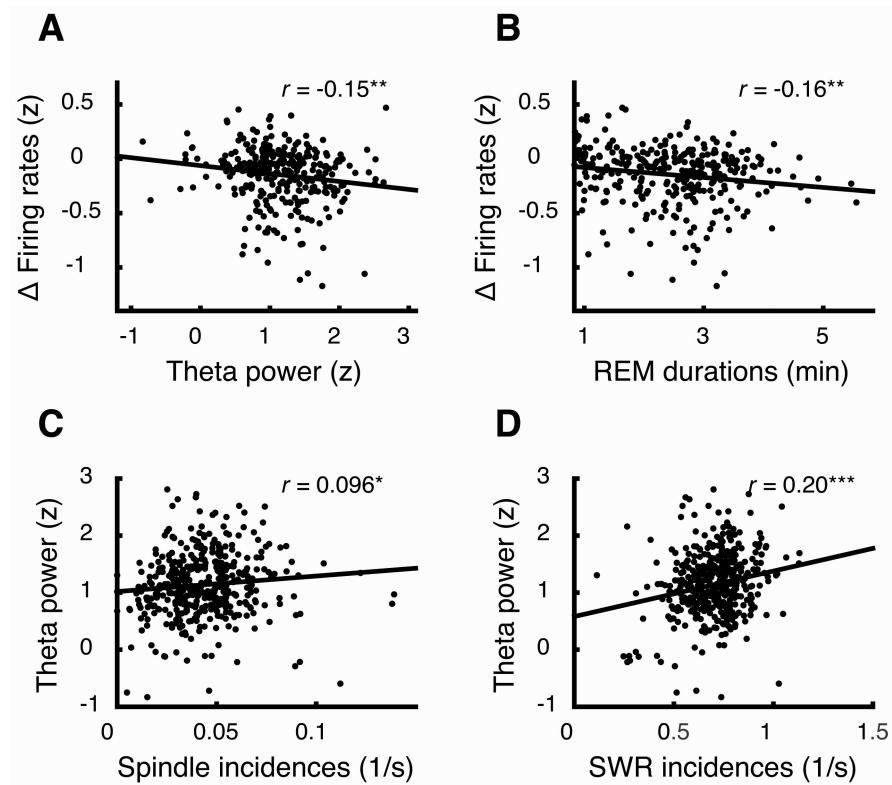 A
r = -0.15**
Δ Firing rates (z)
0.5
0
-0.5
-1
-1 0 1 2 3
Theta power (z)
B
r = -0.16**
Δ Firing rates (z)
0.5
0
-0.5
-1
1 3 5
REM durations (min)
C
r = 0.096*
Theta power (z)
3
2
1
0
-1
0 0.05 0.1
Spindle incidences (1/s)
D
r = 0.20***
Theta power (z)
3
2
1
0
-1
0 0.5 1 1.5
SWR incidences (1/s)